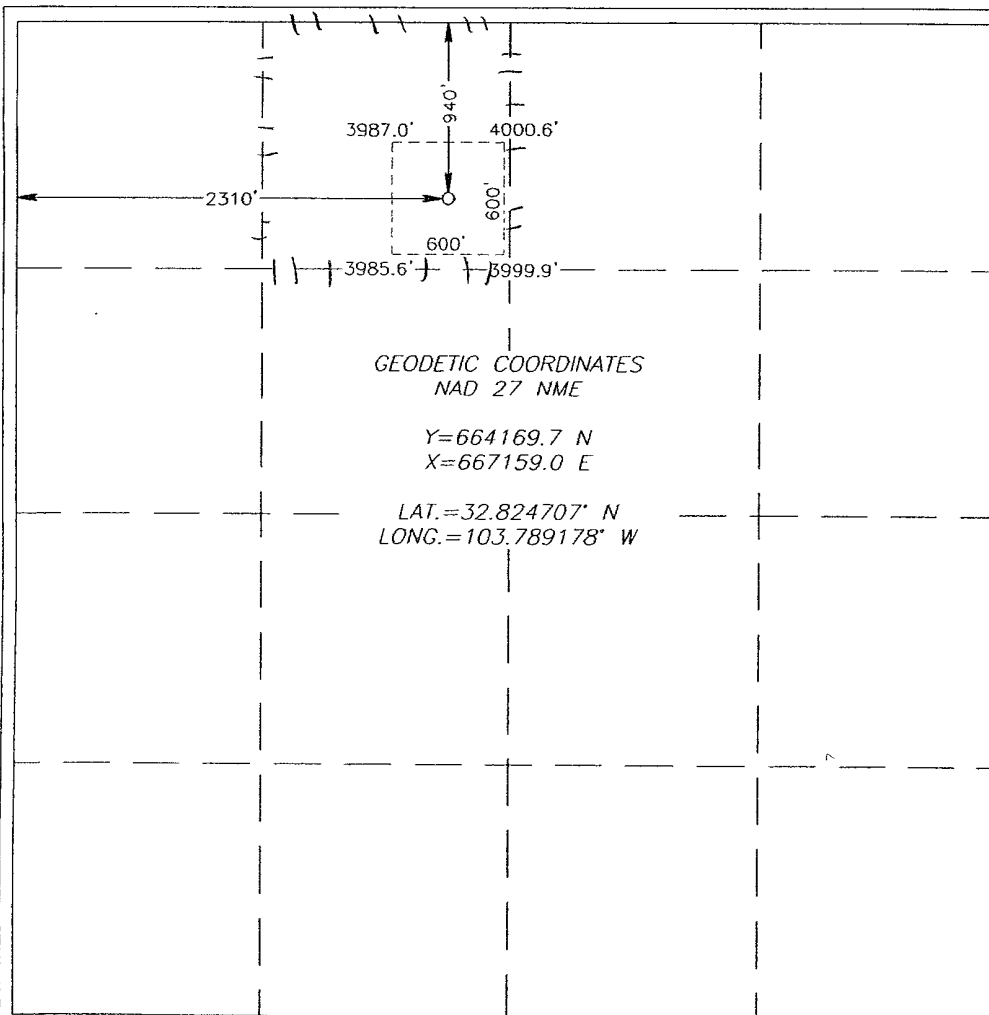 940'
3987.0' 4000.6'
2310'
600'
600'
3985.6' 3999.9'
GEODETIC COORDINATES
NAD 27 NME
Y=664169.7 N
X=667159.0 E
LAT.=32.824707° N
LONG.=103.789178° W